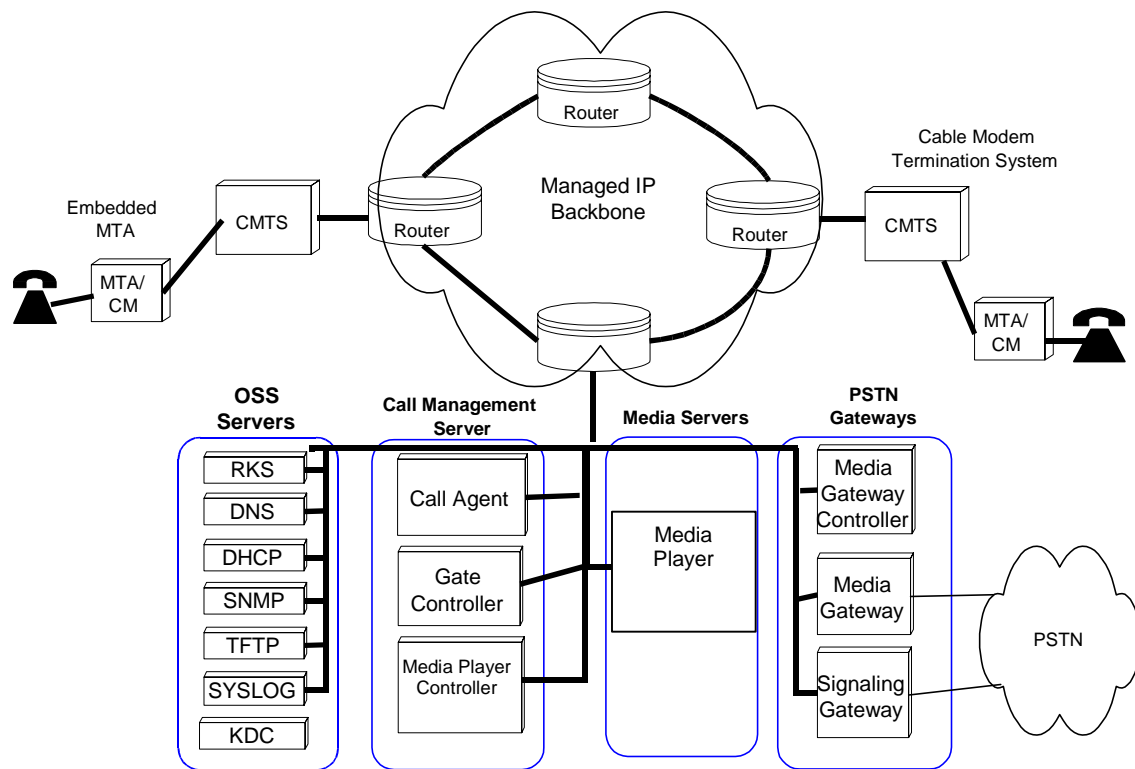 Router
Cable Modem
Termination System
Managed IP
Backbone
Embedded
MTA
CMTS
Router
Router
CMTS
MTA/
CM
MTA/
CM
OSS
Servers
Call Management
Server
Media Servers
PSTN
Gateways
RKS
DNS
DHCP
SNMP
TFTP
SYSLOG
KDC
Call Agent
Gate
Controller
Media Player
Controller
Media
Player
Media
Gateway
Controller
Media
Gateway
Signaling
Gateway
PSTN